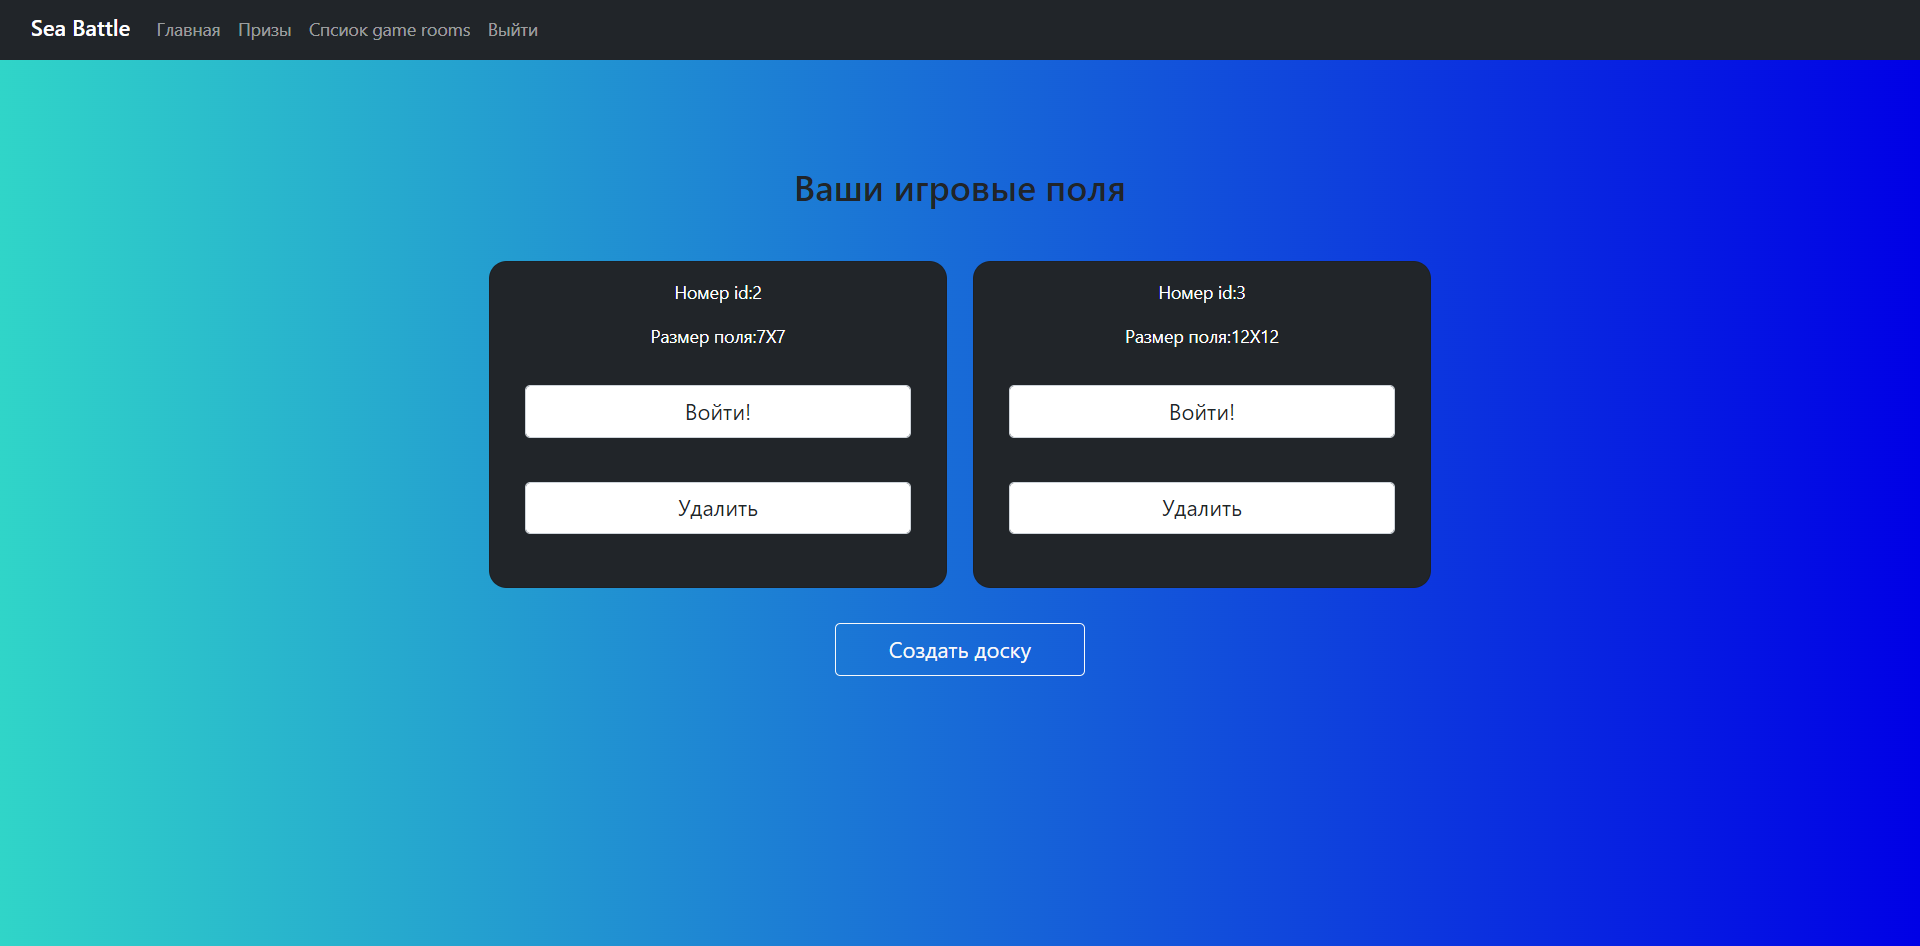 Sea Battle Главная Призы Спсиок game rooms Выйти
Ваши игровые поля
Номер id:2
Размер поля:7X7
Войти!
Удалить
Номер id:3
Размер поля:12X12
Войти!
Удалить
Создать доску